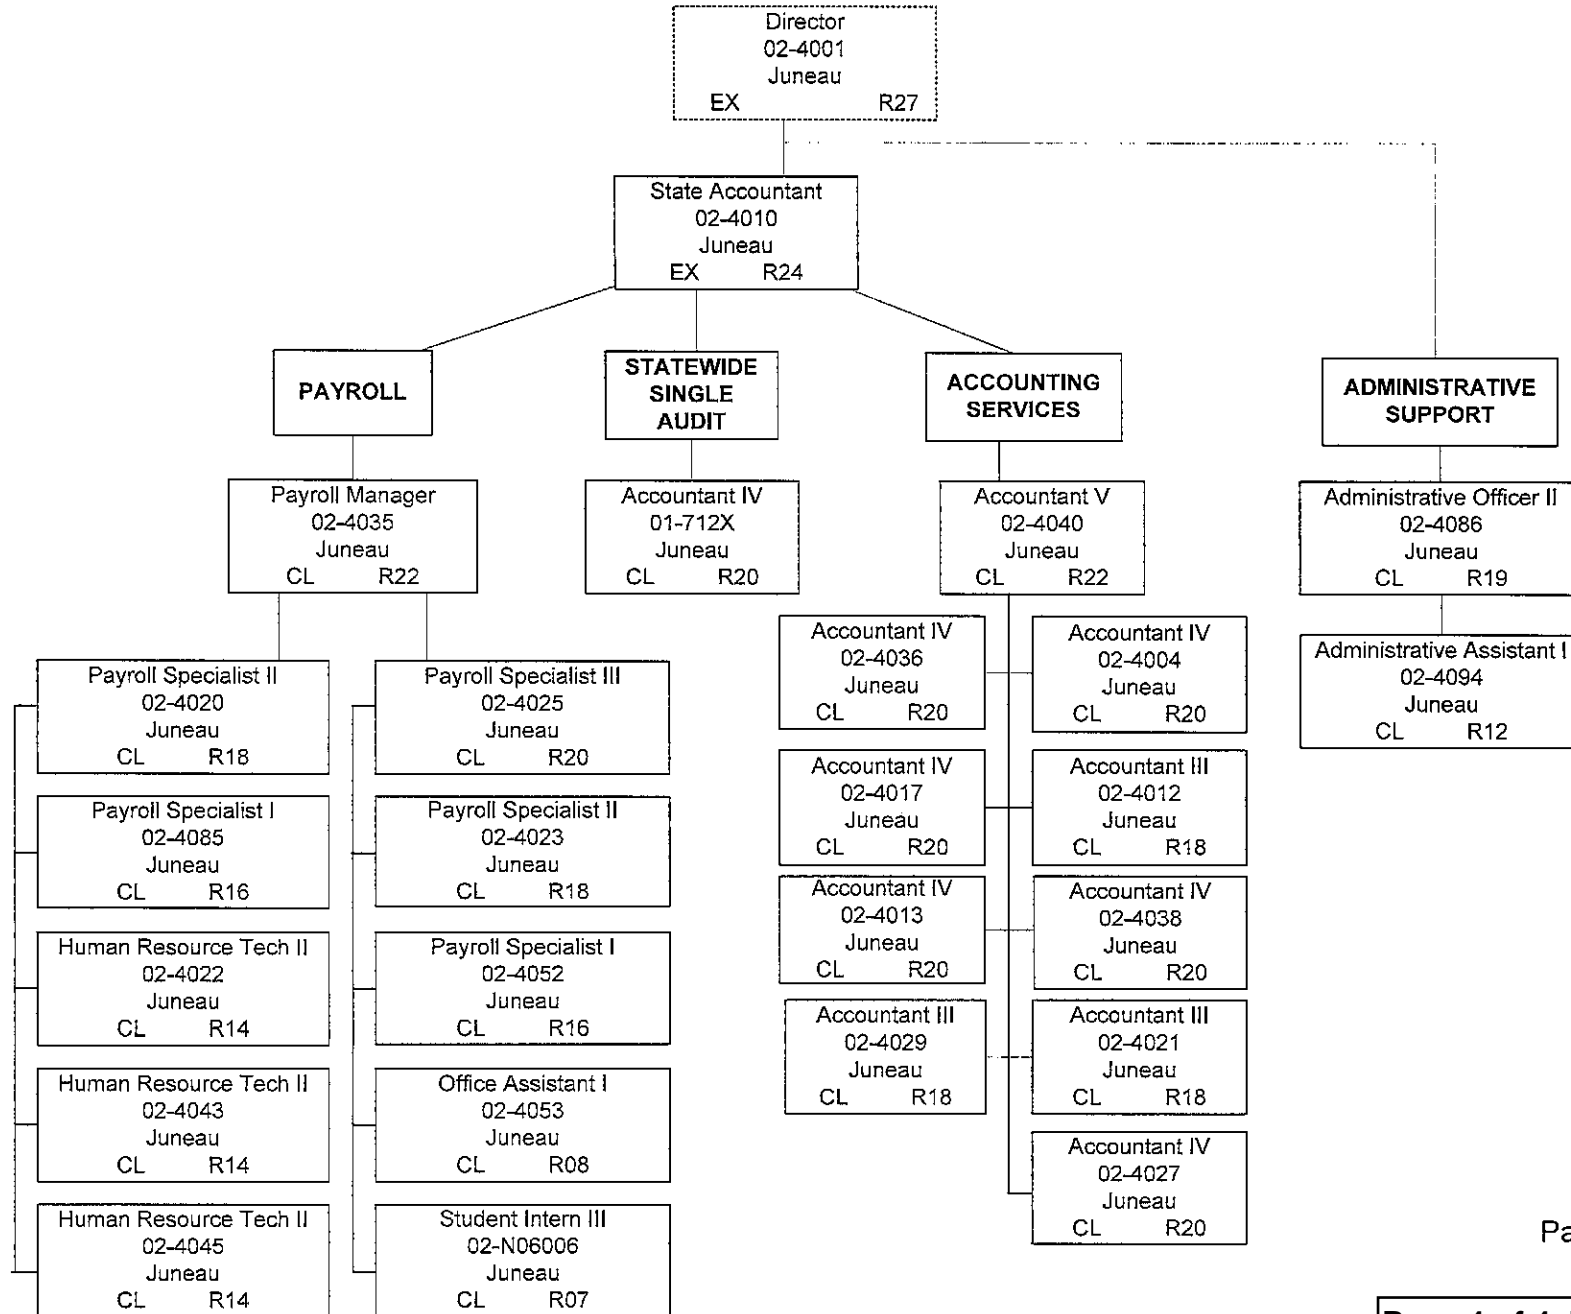 Director
02-4001
Juneau
EX R27
State Accountant
02-4010
Juneau
EX R24
PAYROLL
STATEWIDE
SINGLE
AUDIT
ACCOUNTING
SERVICES
ADMINISTRATIVE
SUPPORT
Payroll Manager
02-4035
Juneau
CL R22
Accountant IV
01-712X
Juneau
CL R20
Accountant V
02-4040
Juneau
CL R22
Administrative Officer II
02-4086
Juneau
CL R19
Payroll Specialist II
02-4020
Juneau
CL R18
Payroll Specialist I
02-4085
Juneau
CL R16
Human Resource Tech II
02-4022
Juneau
CL R14
Human Resource Tech II
02-4043
Juneau
CL R14
Human Resource Tech II
02-4045
Juneau
CL R14
Payroll Specialist III
02-4025
Juneau
CL R20
Payroll Specialist II
02-4023
Juneau
CL R18
Payroll Specialist I
02-4052
Juneau
CL R16
Office Assistant I
02-4053
Juneau
CL R08
Student Intern III
02-N06006
Juneau
CL R07
Accountant IV
02-4036
Juneau
CL R20
Accountant IV
02-4004
Juneau
CL R20
Accountant IV
02-4017
Juneau
CL R20
Accountant III
02-4012
Juneau
CL R18
Accountant IV
02-4013
Juneau
CL R20
Accountant IV
02-4038
Juneau
CL R20
Accountant III
02-4029
Juneau
CL R18
Accountant III
02-4021
Juneau
CL R18
Accountant IV
02-4027
Juneau
CL R20
Administrative Assistant I
02-4094
Juneau
CL R12
Pa